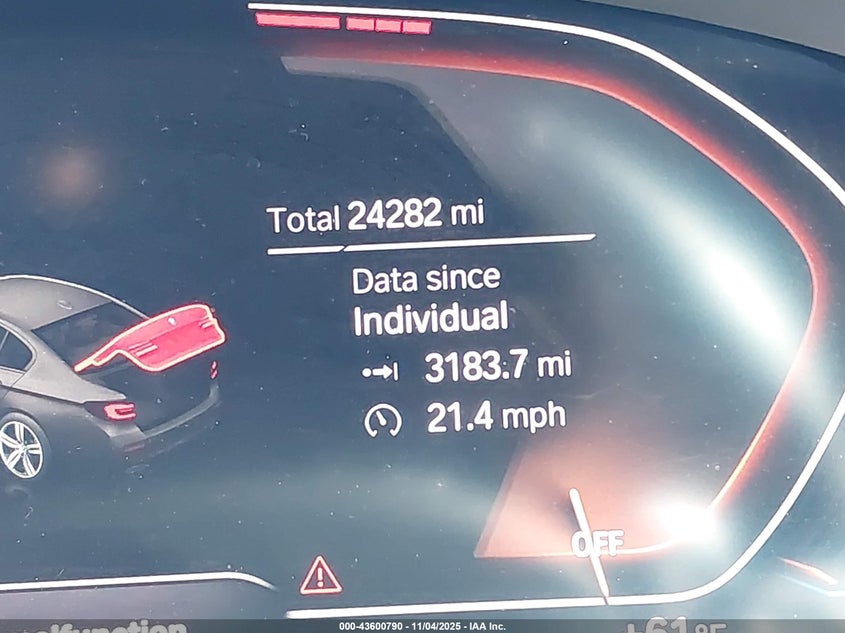 Total 24282 mi
Data since
Individual
3183.7 mi
21.4 mph
OFF
+61°F
000-43600790 - 11/04/2025 - IAA Inc.